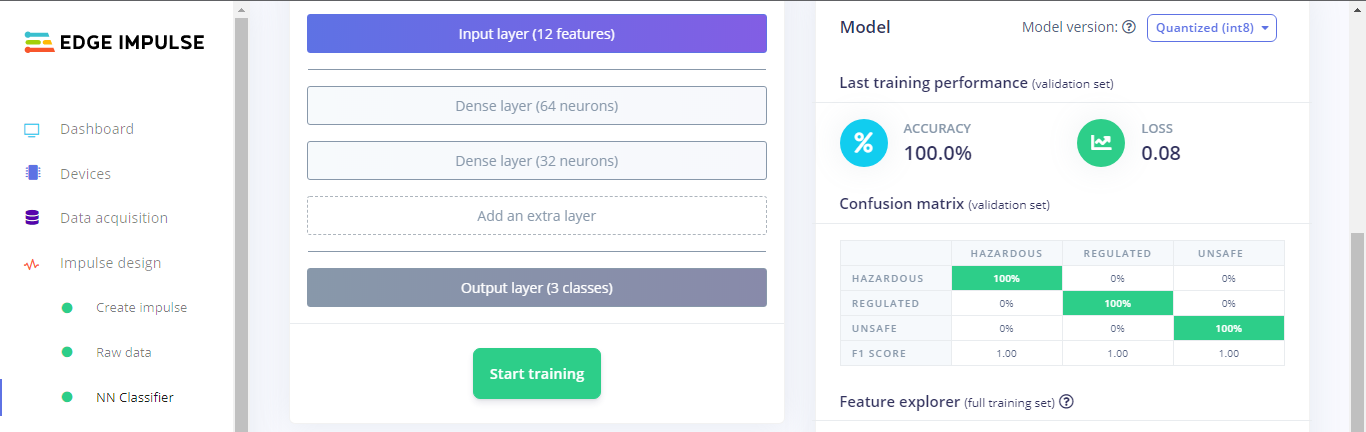 EDGE IMPULSE
Dashboard
Devices
Data acquisition
Impulse design
Create impulse
Raw data
NN Classifier
Input layer (12 features)
Dense layer (64 neurons)
Dense layer (32 neurons)
Add an extra layer
Output layer (3 classes)
Start training
Model
Model version: ? Quantized (int8)
Last training performance (validation set)
% ACCURACY
100.0%
LOSS
0.08
Confusion matrix (validation set)
HAZARDOUS REGULATED UNSAFE
HAZARDOUS 100% 0% 0%
REGULATED 0% 100% 0%
UNSAFE 0% 0% 100%
F1 SCORE 1.00 1.00 1.00
Feature explorer (full training set) ?